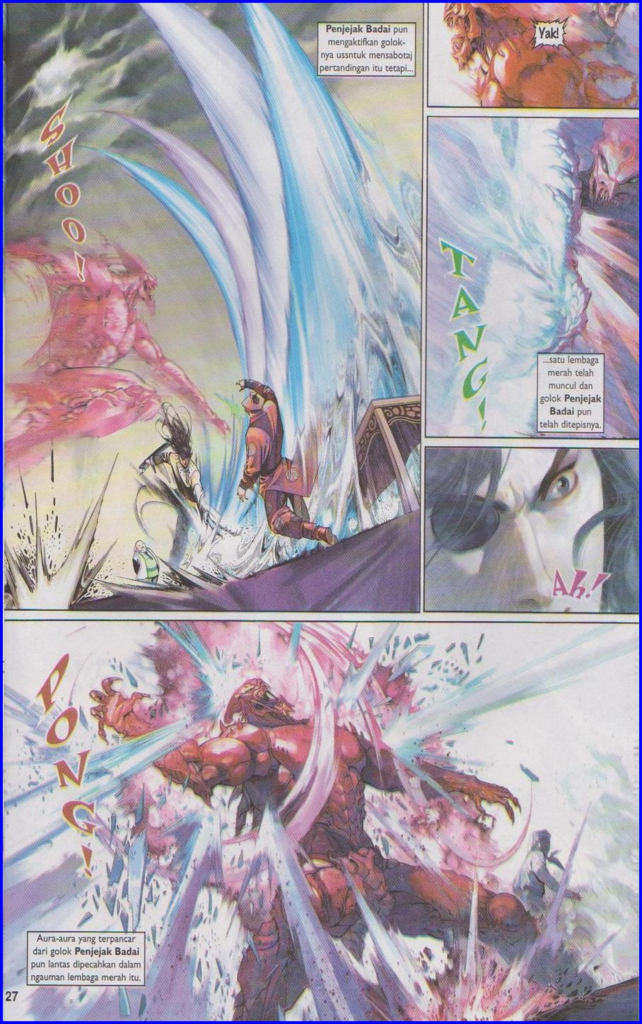 Penjejak Badai pun
mengaktifkan golok-
nya ussntuk mensabotaj
pertandingan itu tetapi...
SHOO!
Yak!
TANG!
...satu lembaga
merah telah
muncul dan
golok Penjejak
Badai pun
telah ditepisnya.
Ah!
PONG!
Aura-aura yang terpancar
dari golok Penjejak Badai
pun lantas dipecahkan dalam
ngauman lembaga merah itu.
27